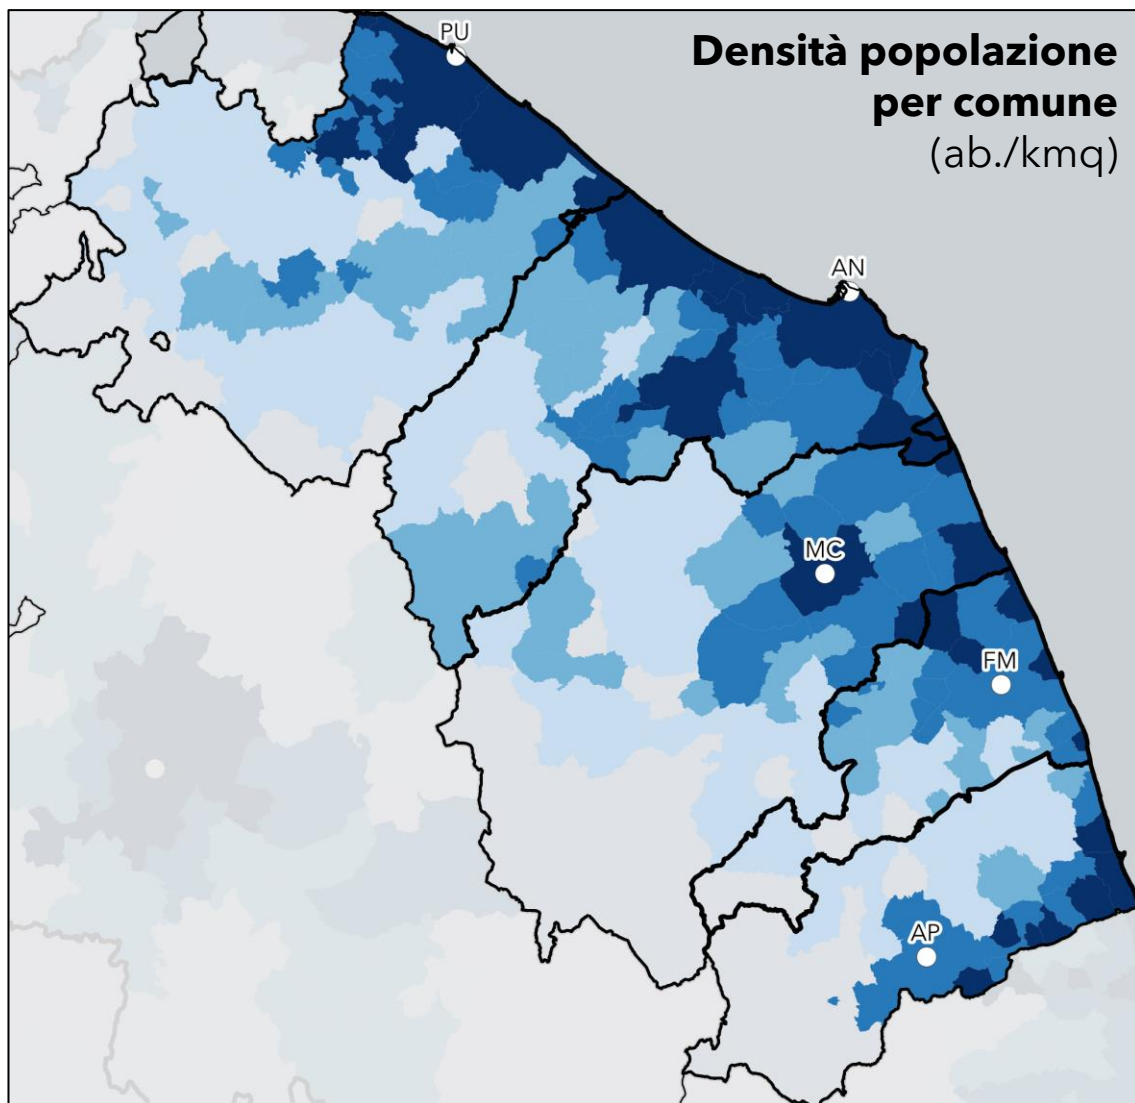 PU
Densità popolazione
per comune
(ab./kmq)
AN
MC
FM
AP